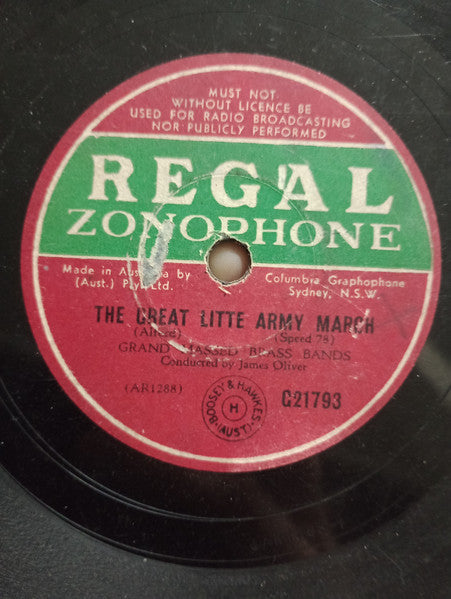 MUST NOT
WITHOUT LICENCE BE
USED FOR RADIO BROADCASTING
NOR PUBLICLY PERFORMED
REGAL
ZONOPHONE
Made in Australia by Columbia Graphophone
(Aust.) Pty. Ltd. Sydney, N.S.W.
THE GREAT LITTE ARMY MARCH
(Alford) (Speed 78)
GRAND MASSED BRASS BANDS
Conducted by James Oliver
(AR1288)
BOOSEY & HAWKES
H
(AUST)
G21793